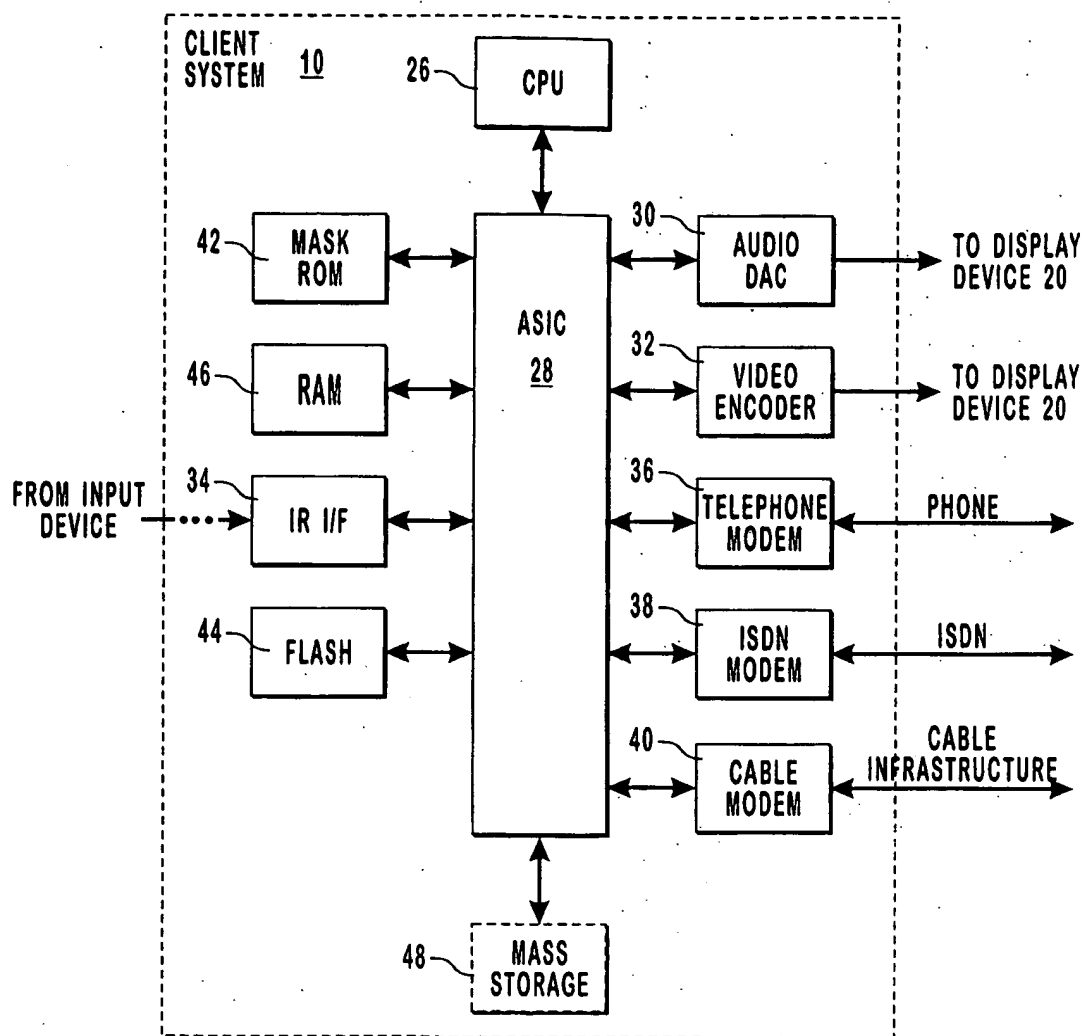 CLIENT
SYSTEM 10
26
CPU
42
MASK
ROM
30
AUDIO
DAC
TO DISPLAY
DEVICE 20
ASIC
28
46
RAM
32
VIDEO
ENCODER
TO DISPLAY
DEVICE 20
FROM INPUT
DEVICE
34
IR I/F
36
TELEPHONE
MODEM
PHONE
44
FLASH
38
ISDN
MODEM
ISDN
40
CABLE
MODEM
CABLE
INFRASTRUCTURE
48
MASS
STORAGE